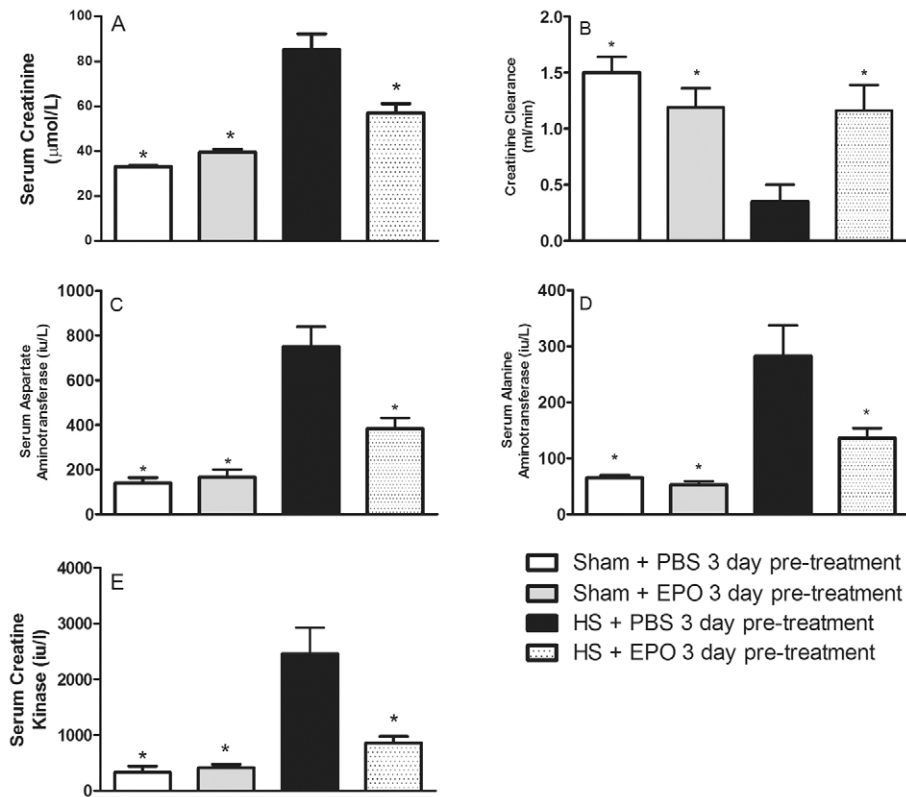 A
Serum Creatinine
(μmol/L)
100
80
60
40
20
0
*
*
*
B
Creatinine Clearance
(ml/min)
2.0
1.5
1.0
0.5
0.0
*
*
*
C
Serum Aspartate
Aminotransferase (iu/L)
1000
800
600
400
200
0
*
*
*
D
Serum Alanine
Aminotransferase (iu/L)
400
300
200
100
0
*
*
*
E
Serum Creatine
Kinase (iu/l)
4000
3000
2000
1000
0
*
*
*
Sham + PBS 3 day pre-treatment
Sham + EPO 3 day pre-treatment
HS + PBS 3 day pre-treatment
HS + EPO 3 day pre-treatment